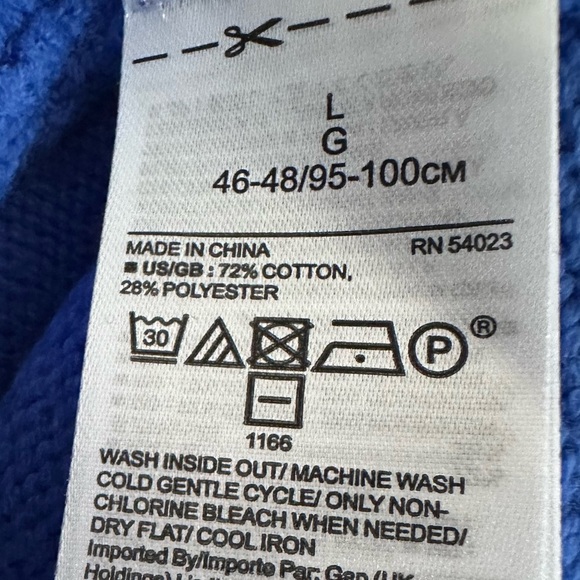 L
G
46-48/95-100CM
MADE IN CHINA RN 54023
US/GB : 72% COTTON,
28% POLYESTER
30 P ®
1166
WASH INSIDE OUT/ MACHINE WASH
COLD GENTLE CYCLE/ ONLY NON-
CHLORINE BLEACH WHEN NEEDED/
DRY FLAT/ COOL IRON
Imported By/Importe Par: Gap (UK
Holdings)